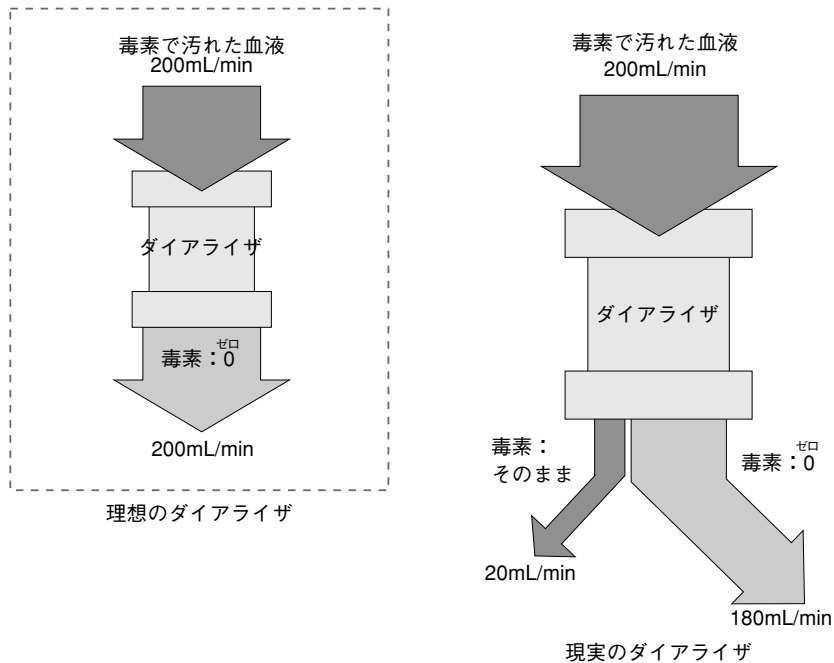 毒素で汚れた血液
200mL/min
ダイアライザ
ゼロ
毒素：0
200mL/min
理想のダイアライザ
毒素で汚れた血液
200mL/min
ダイアライザ
毒素：
そのまま
ゼロ
毒素：0
20mL/min
180mL/min
現実のダイアライザ